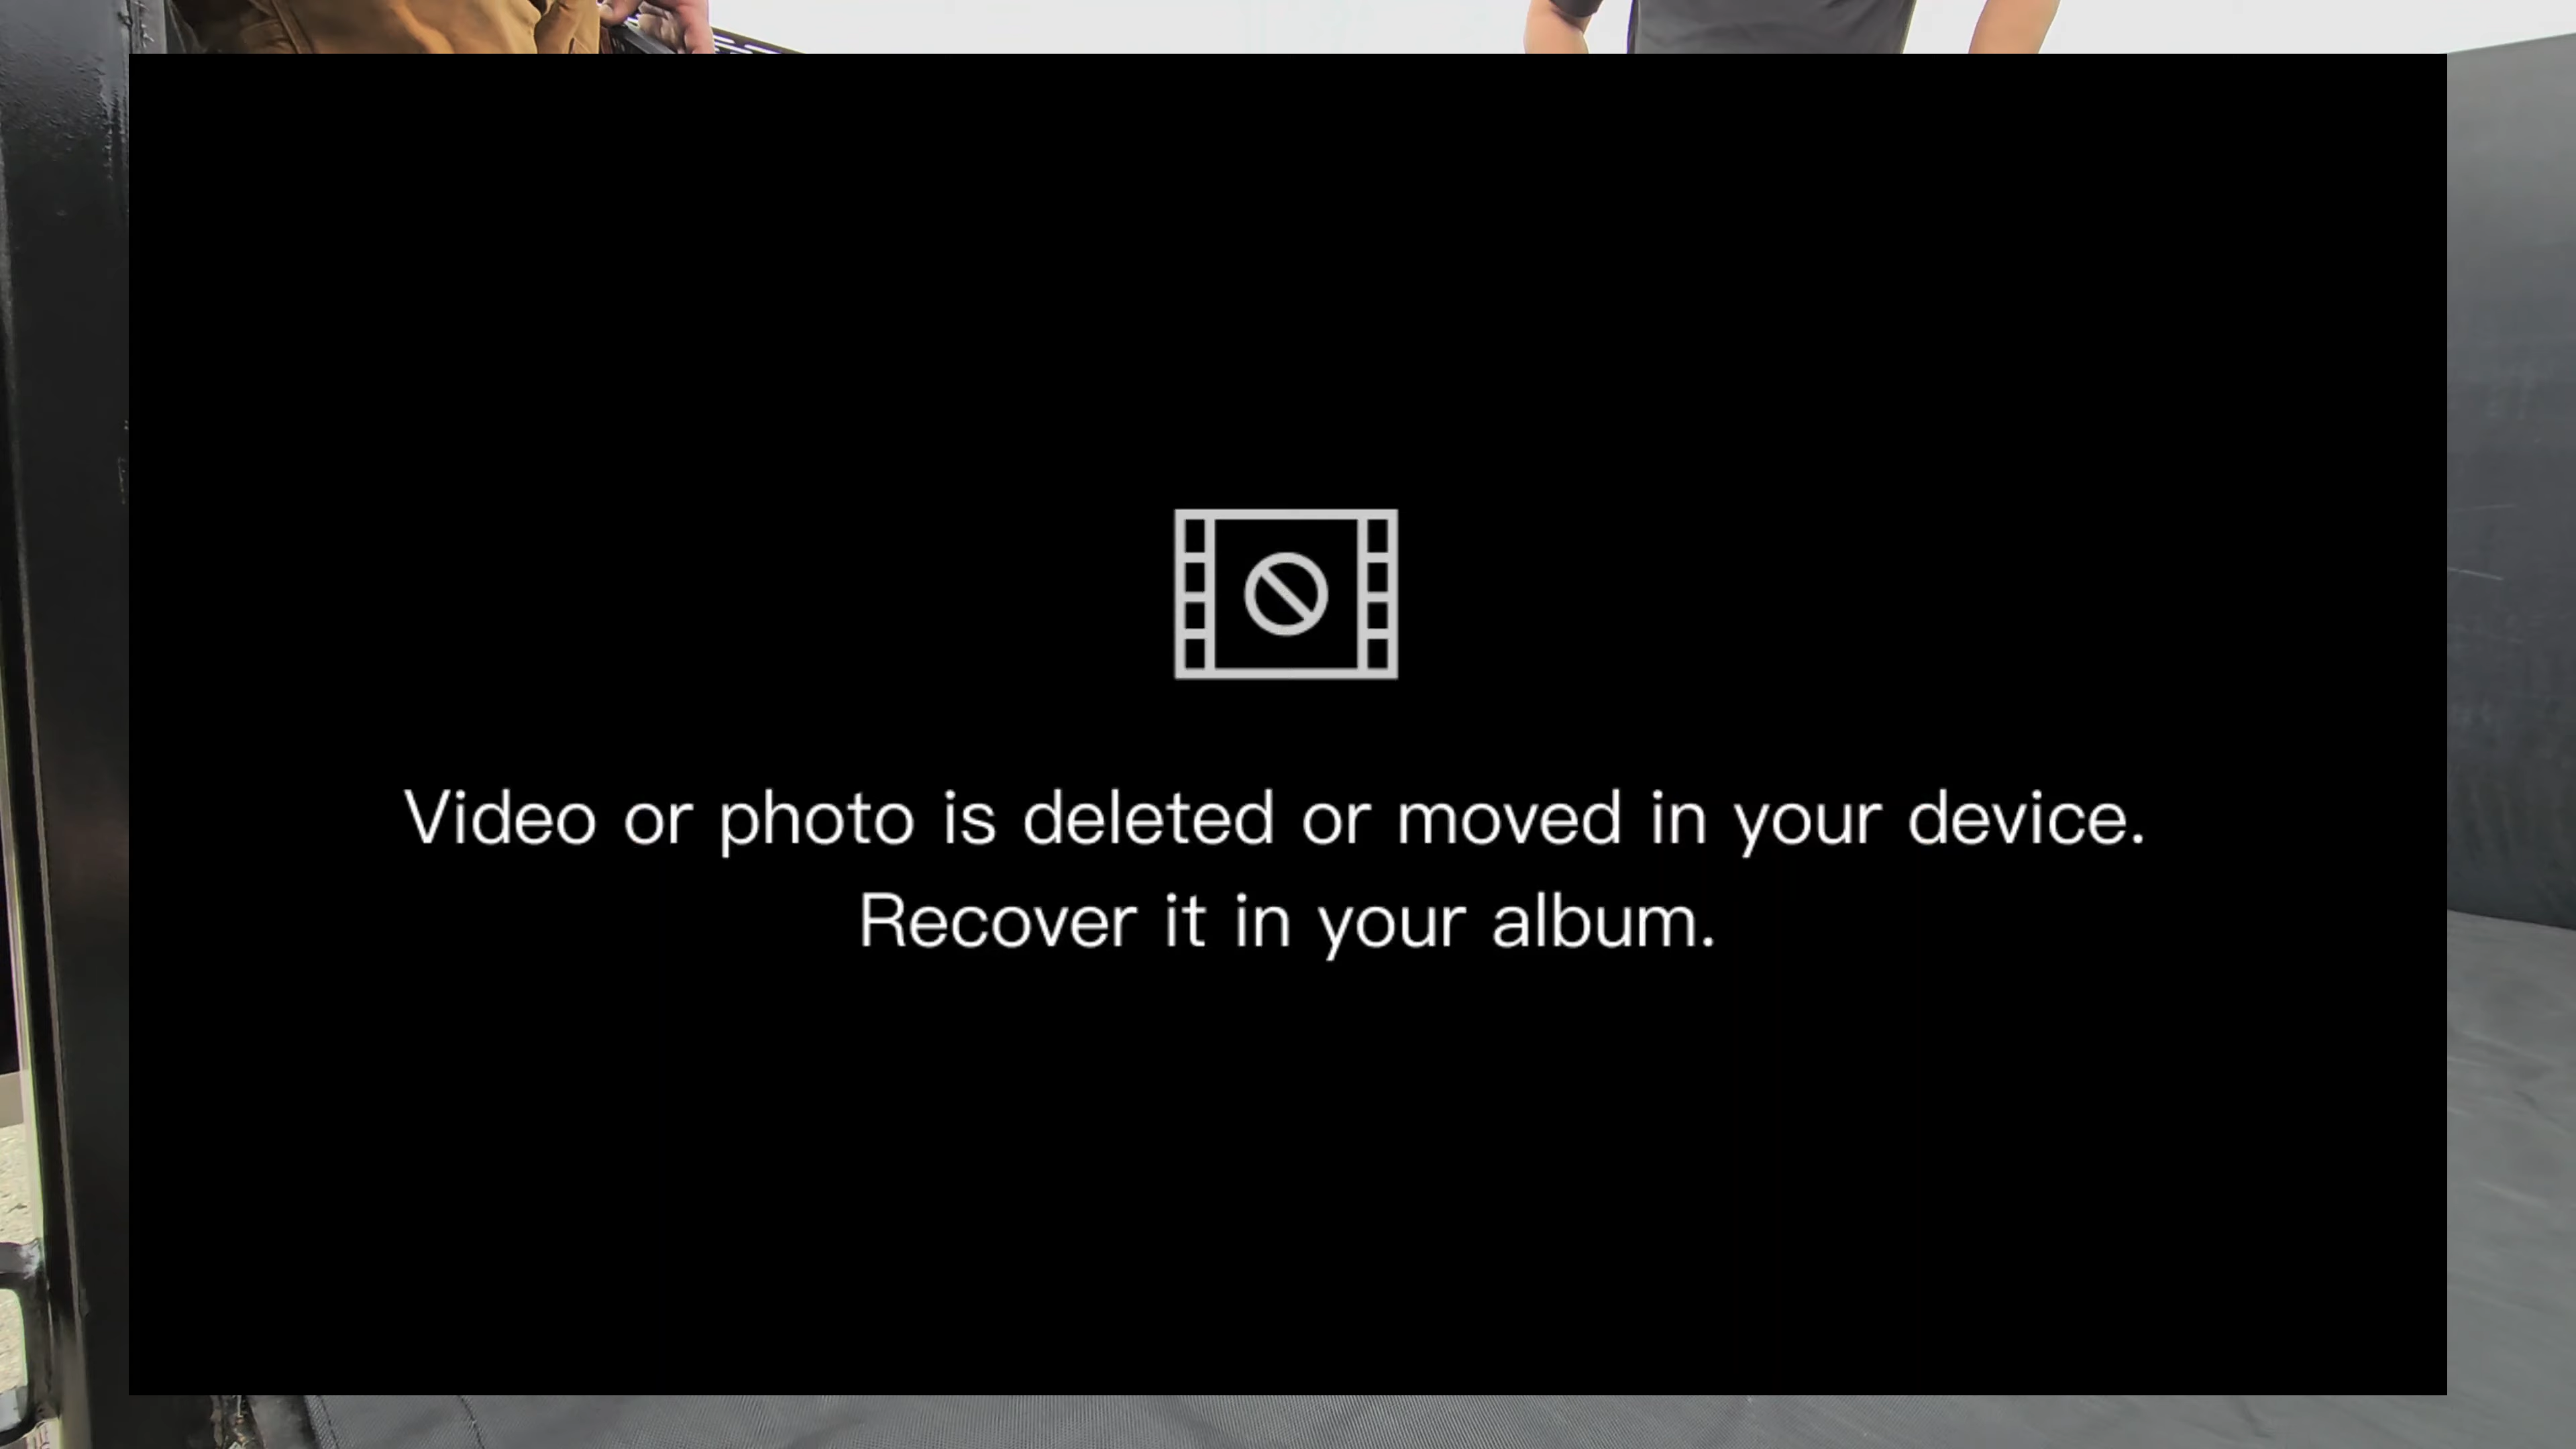 Video or photo is deleted or moved in your device.
Recover it in your album.